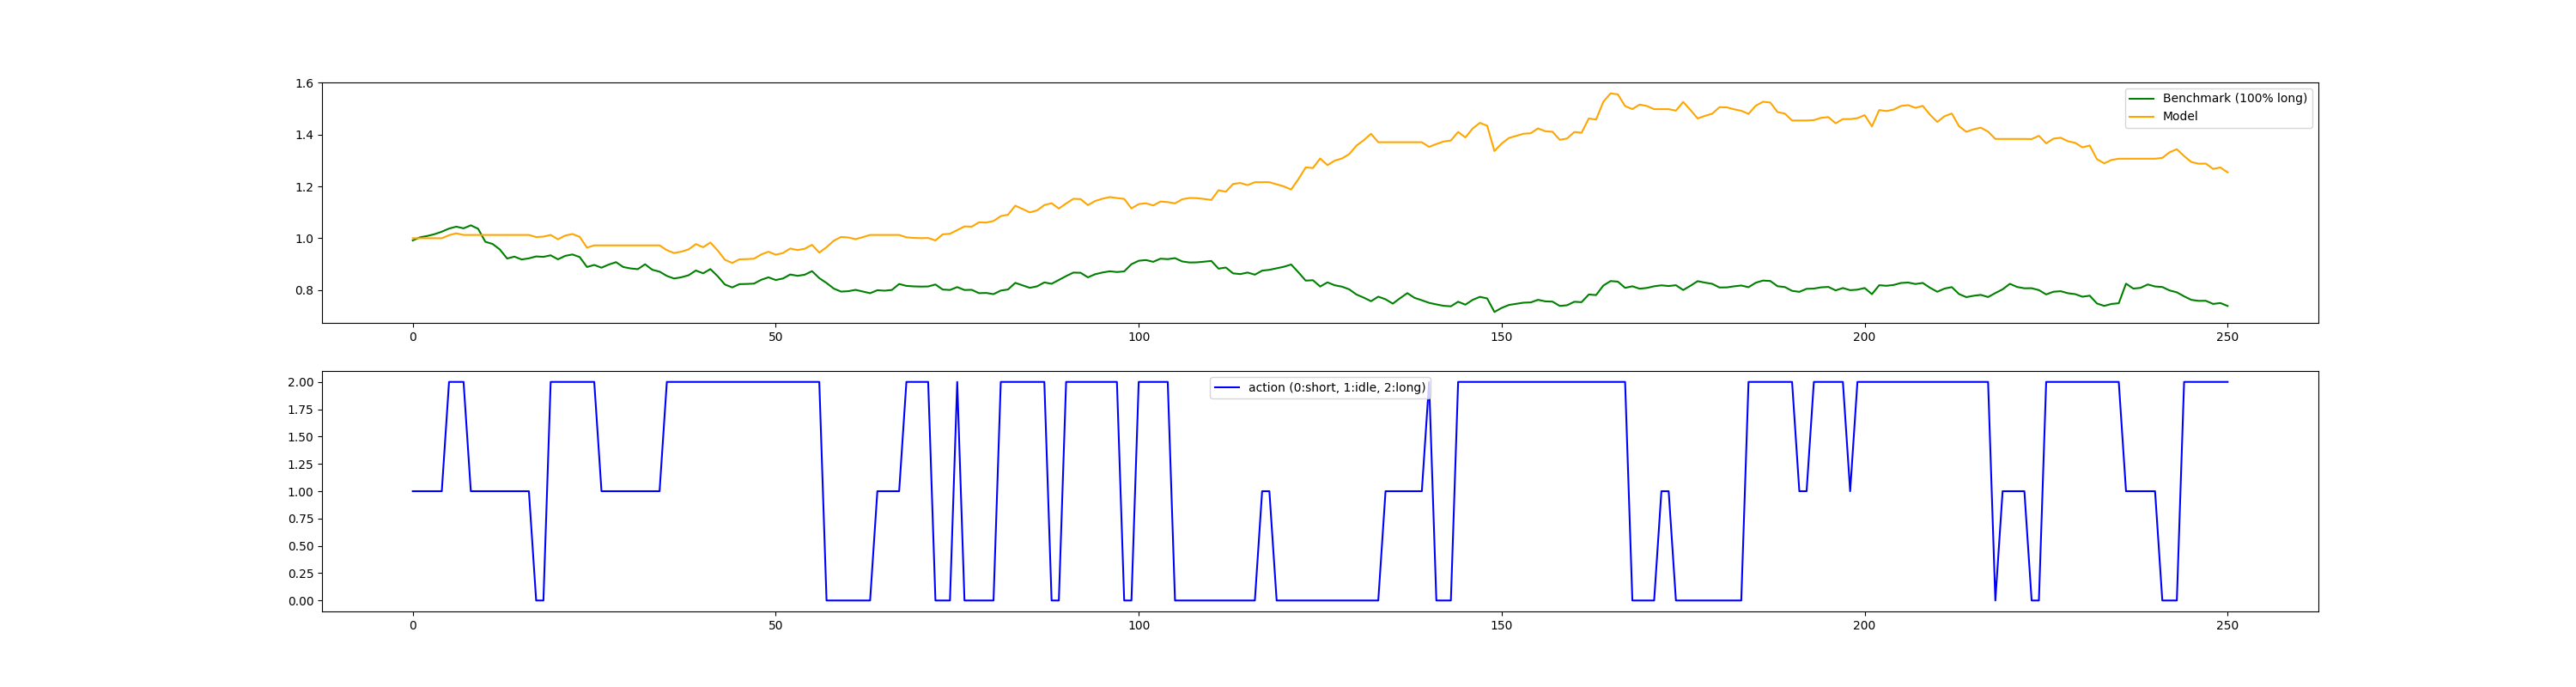 1.6
1.4
1.2
1.0
0.8
Benchmark (100% long)
Model
0 50 100 150 200 250
2.00
1.75
1.50
1.25
1.00
0.75
0.50
0.25
0.00
action (0:short, 1:idle, 2:long)
0 50 100 150 200 250